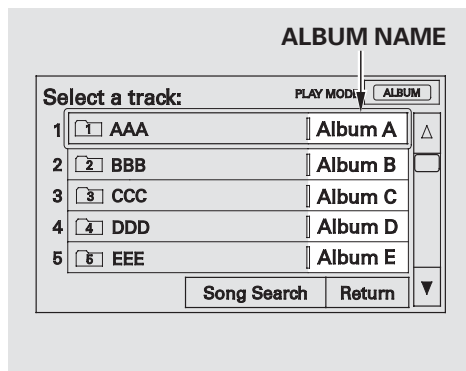 ALBUM NAME
Select a track: PLAY MODE ALBUM
1 1 AAA Album A
2 2 BBB Album B
3 3 CCC Album C
4 4 DDD Album D
5 5 EEE Album E
Song Search Return